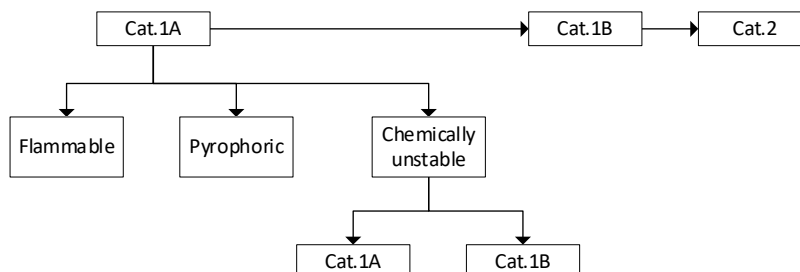 Cat.1A
Cat.1B
Cat.2
Flammable
Pyrophoric
Chemically
unstable
Cat.1A
Cat.1B